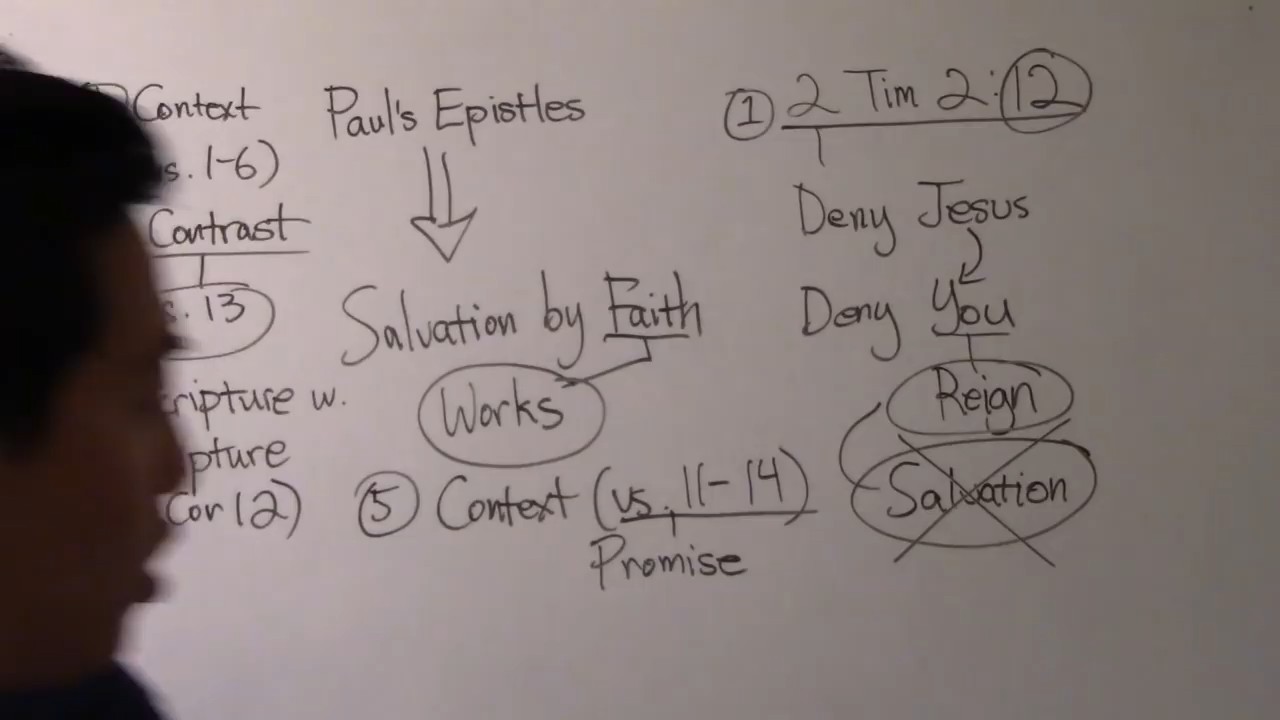 Context
s. 1-6)
Contrast
s. 13
ripture w.
pture
Cor 12)
Paul's Epistles
Salvation by Faith
Works
⑤ Context (vs. 11-14)
Promise
① 2 Tim 2:12
Deny Jesus
Deny You
Reign
Salvation